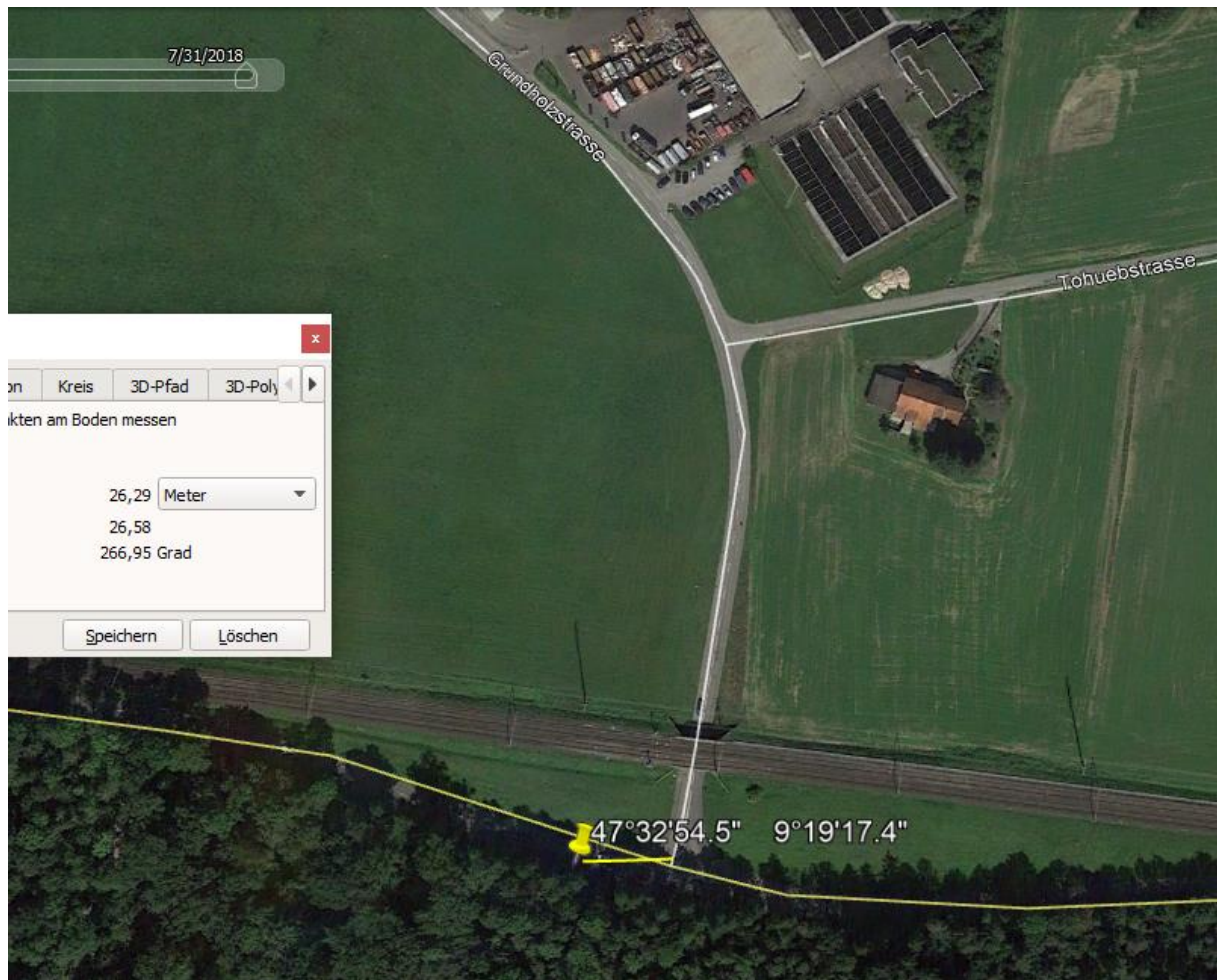 7/31/2018
Grundholzstrasse
Tohuebstrasse
x
on Kreis 3D-Pfad 3D-Poly
nkten am Boden messen
26,29 Meter
26,58
266,95 Grad
Speichern Löschen
47°32'54.5" 9°19'17.4"